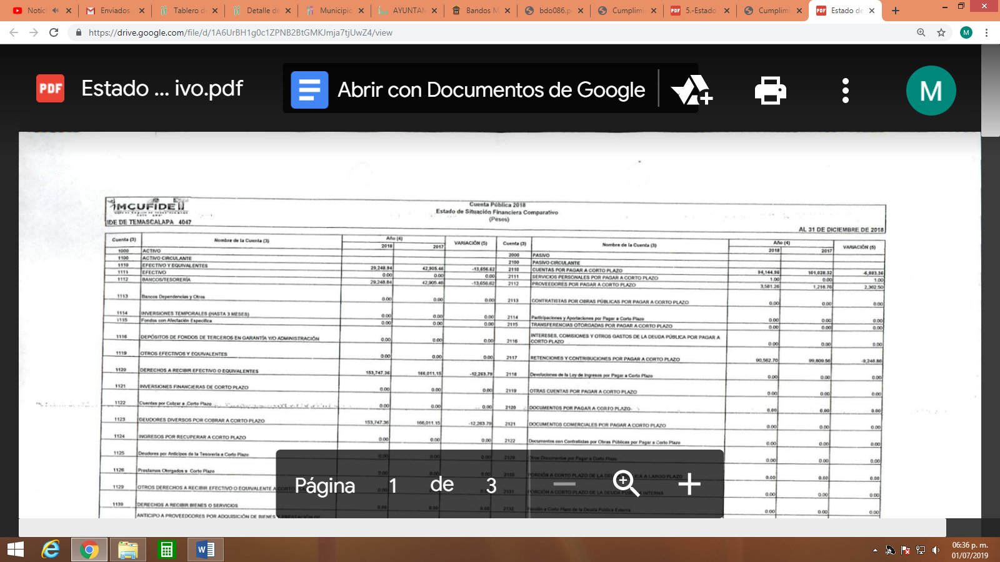 Notici
Enviados
Tablero d
Detalle de
Municipio
AYUNTAM
Bandos M
bdo086.p
Cumplimi
5.-Estado
Cumplimi
Estado de
https://drive.google.com/file/d/1A6UrBH1g0c1ZPNB2BtGMKJmja7tjUwZ4/view
M
PDF Estado ... ivo.pdf
Abrir con Documentos de Google
M
IMCUFIDE
IDE DE TEMASCALAPA 4047
Cuenta Pública 2018
Estado de Situación Financiera Comparativo
(Pesos)
AL 31 DE DICIEMBRE DE 2018
Cuenta (3) Nombre de la Cuenta (3) Año (4) VARIACIÓN (5) Cuenta (3) Nombre de la Cuenta (3) Año (4) VARIACIÓN (5)
2018 2017 2018 2017
1000 ACTIVO 2000 PASIVO
1100 ACTIVO CIRCULANTE 2100 PASIVO CIRCULANTE
1110 EFECTIVO Y EQUIVALENTES 29,248.84 42,905.46 -13,656.62 2110 CUENTAS POR PAGAR A CORTO PLAZO 94,144.96 101,028.32 -6,883.36
1111 EFECTIVO 0.00 0.00 0.00 2111 SERVICIOS PERSONALES POR PAGAR A CORTO PLAZO 1.00 0.00 1.00
1112 BANCOS/TESORERÍA 29,248.84 42,905.46 -13,656.62 2112 PROVEEDORES POR PAGAR A CORTO PLAZO 3,581.26 1,218.76 2,362.50
1113 Bancos Dependencias y Otros 0.00 0.00 0.00 2113 CONTRATISTAS POR OBRAS PÚBLICAS POR PAGAR A CORTO PLAZO 0.00 0.00 0.00
1114 INVERSIONES TEMPORALES (HASTA 3 MESES) 0.00 0.00 0.00 2114 Participaciones y Aportaciones por Pagar a Corto Plazo 0.00 0.00 0.00
1115 Fondos con Afectación Específica 0.00 0.00 0.00 2115 TRANSFERENCIAS OTORGADAS POR PAGAR A CORTO PLAZO 0.00 0.00 0.00
1116 DEPÓSITOS DE FONDOS DE TERCEROS EN GARANTÍA Y/O ADMINISTRACIÓN 0.00 0.00 0.00 2116 INTERESES, COMISIONES Y OTROS GASTOS DE LA DEUDA PÚBLICA POR PAGAR A CORTO PLAZO 0.00 0.00 0.00
1119 OTROS EFECTIVOS Y EQUIVALENTES 0.00 0.00 0.00 2117 RETENCIONES Y CONTRIBUCIONES POR PAGAR A CORTO PLAZO 90,562.70 99,809.56 -9,246.86
1120 DERECHOS A RECIBIR EFECTIVO O EQUIVALENTES 153,747.36 166,011.15 -12,263.79 2118 Devoluciones de la Ley de Ingresos por Pagar a Corto Plazo 0.00 0.00 0.00
1121 INVERSIONES FINANCIERAS DE CORTO PLAZO 0.00 0.00 0.00 2119 OTRAS CUENTAS POR PAGAR A CORTO PLAZO 0.00 0.00 0.00
1122 Cuentas por Cobrar a Corto Plazo 0.00 0.00 0.00 2120 DOCUMENTOS POR PAGAR A CORTO PLAZO 0.00 0.00 0.00
1123 DEUDORES DIVERSOS POR COBRAR A CORTO PLAZO 153,747.36 166,011.15 -12,263.79 2121 DOCUMENTOS COMERCIALES POR PAGAR A CORTO PLAZO 0.00 0.00 0.00
1124 INGRESOS POR RECUPERAR A CORTO PLAZO 0.00 0.00 0.00 2122 Documentos con Contratistas por Obras Públicas por Pagar a Corto Plazo 0.00 0.00 0.00
1125 Deudores por Anticipos de la Tesorería a Corto Plazo 0.00 0.00 0.00 2129 Otros Documentos por Pagar a Corto Plazo 0.00 0.00 0.00
1126 Prestamos Otorgados a Corto Plazo 0.00 0.00 0.00 2130 PORCIÓN A CORTO PLAZO DE LA DEUDA PÚBLICA A LARGO PLAZO 0.00 0.00 0.00
1129 OTROS DERECHOS A RECIBIR EFECTIVO O EQUIVALENTE A CORTO 2131 PORCIÓN A CORTO PLAZO DE LA DEUDA PÚBLICA INTERNA 0.00 0.00 0.00
1130 DERECHOS A RECIBIR BIENES O SERVICIOS 0.00 0.00 0.00 2132 Porción a Corto Plazo de la Deuda Pública Externa 0.00 0.00 0.00
ANTICIPO A PROVEEDORES POR ADQUISICIÓN DE BIENES Y PRESTACIÓN DE
Página 1 de 3
06:36 p. m.
01/07/2019